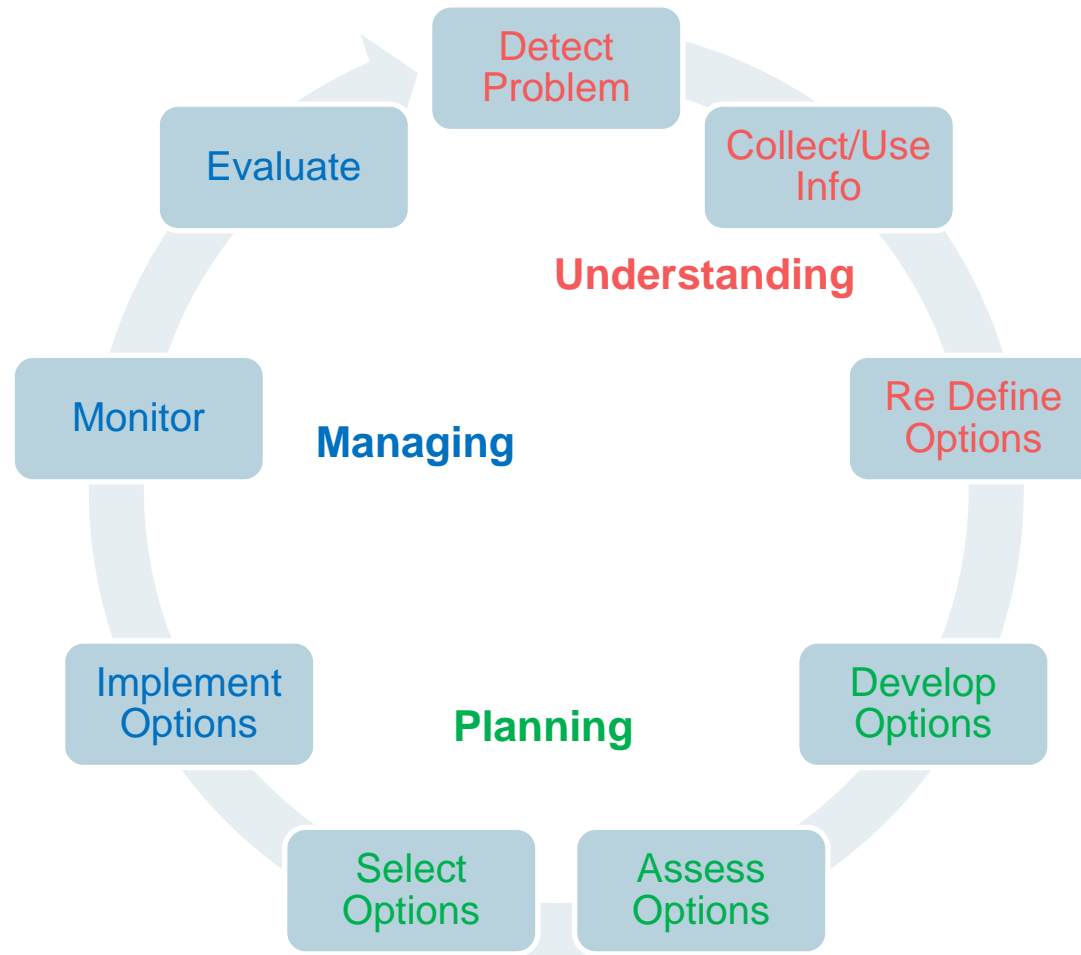 Detect
Problem
Collect/Use
Info
Understanding
Re Define
Options
Develop
Options
Assess
Options
Select
Options
Planning
Implement
Options
Monitor
Managing
Evaluate